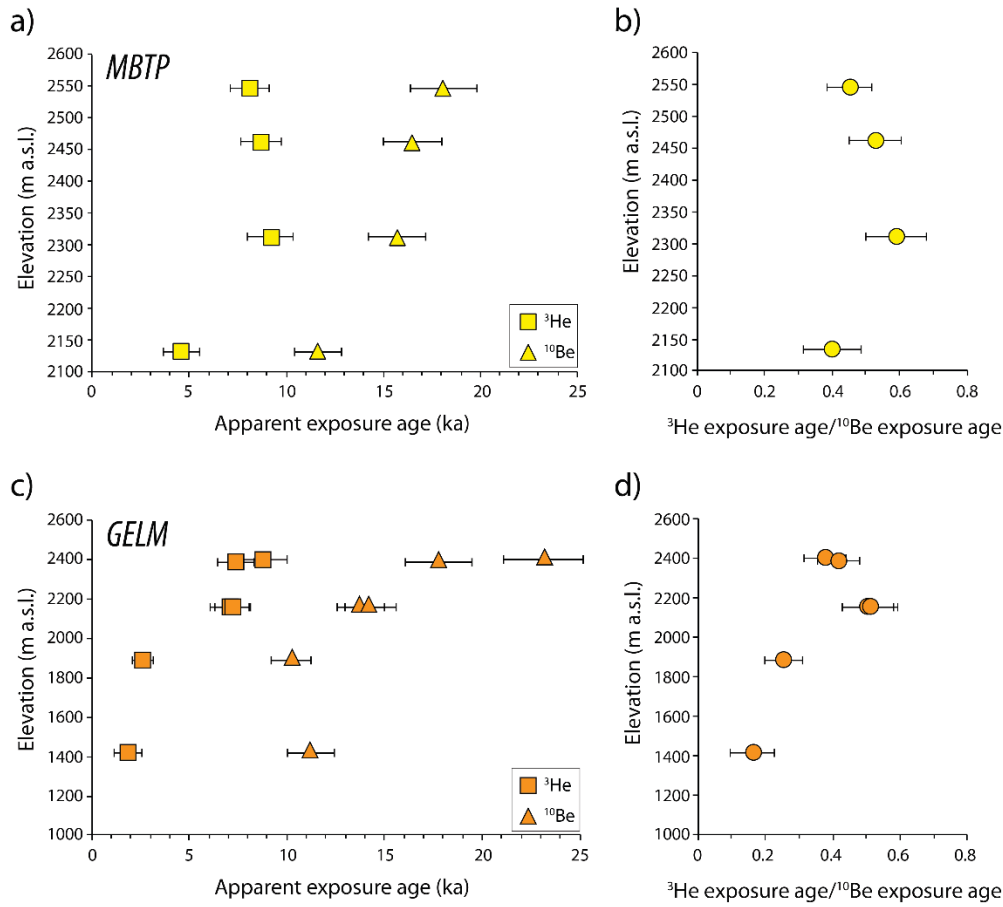 a)
MBTP
2600
2550
2500
2450
2400
2350
2300
2250
2200
2150
2100
Elevation (m a.s.l.)
0 5 10 15 20 25
Apparent exposure age (ka)
³He
¹⁰Be
b)
2600
2550
2500
2450
2400
2350
2300
2250
2200
2150
2100
Elevation (m a.s.l.)
0 0.2 0.4 0.6 0.8
³He exposure age/¹⁰Be exposure age
c)
GELM
2600
2400
2200
2000
1800
1600
1400
1200
1000
Elevation (m a.s.l.)
0 5 10 15 20 25
Apparent exposure age (ka)
³He
¹⁰Be
d)
2600
2400
2200
2000
1800
1600
1400
1200
1000
Elevation (m a.s.l.)
0 0.2 0.4 0.6 0.8
³He exposure age/¹⁰Be exposure age